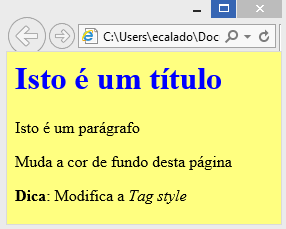 C:\Users\ecalado\Doc
Isto é um título
Isto é um parágrafo
Muda a cor de fundo desta página
Dica: Modifica a Tag style